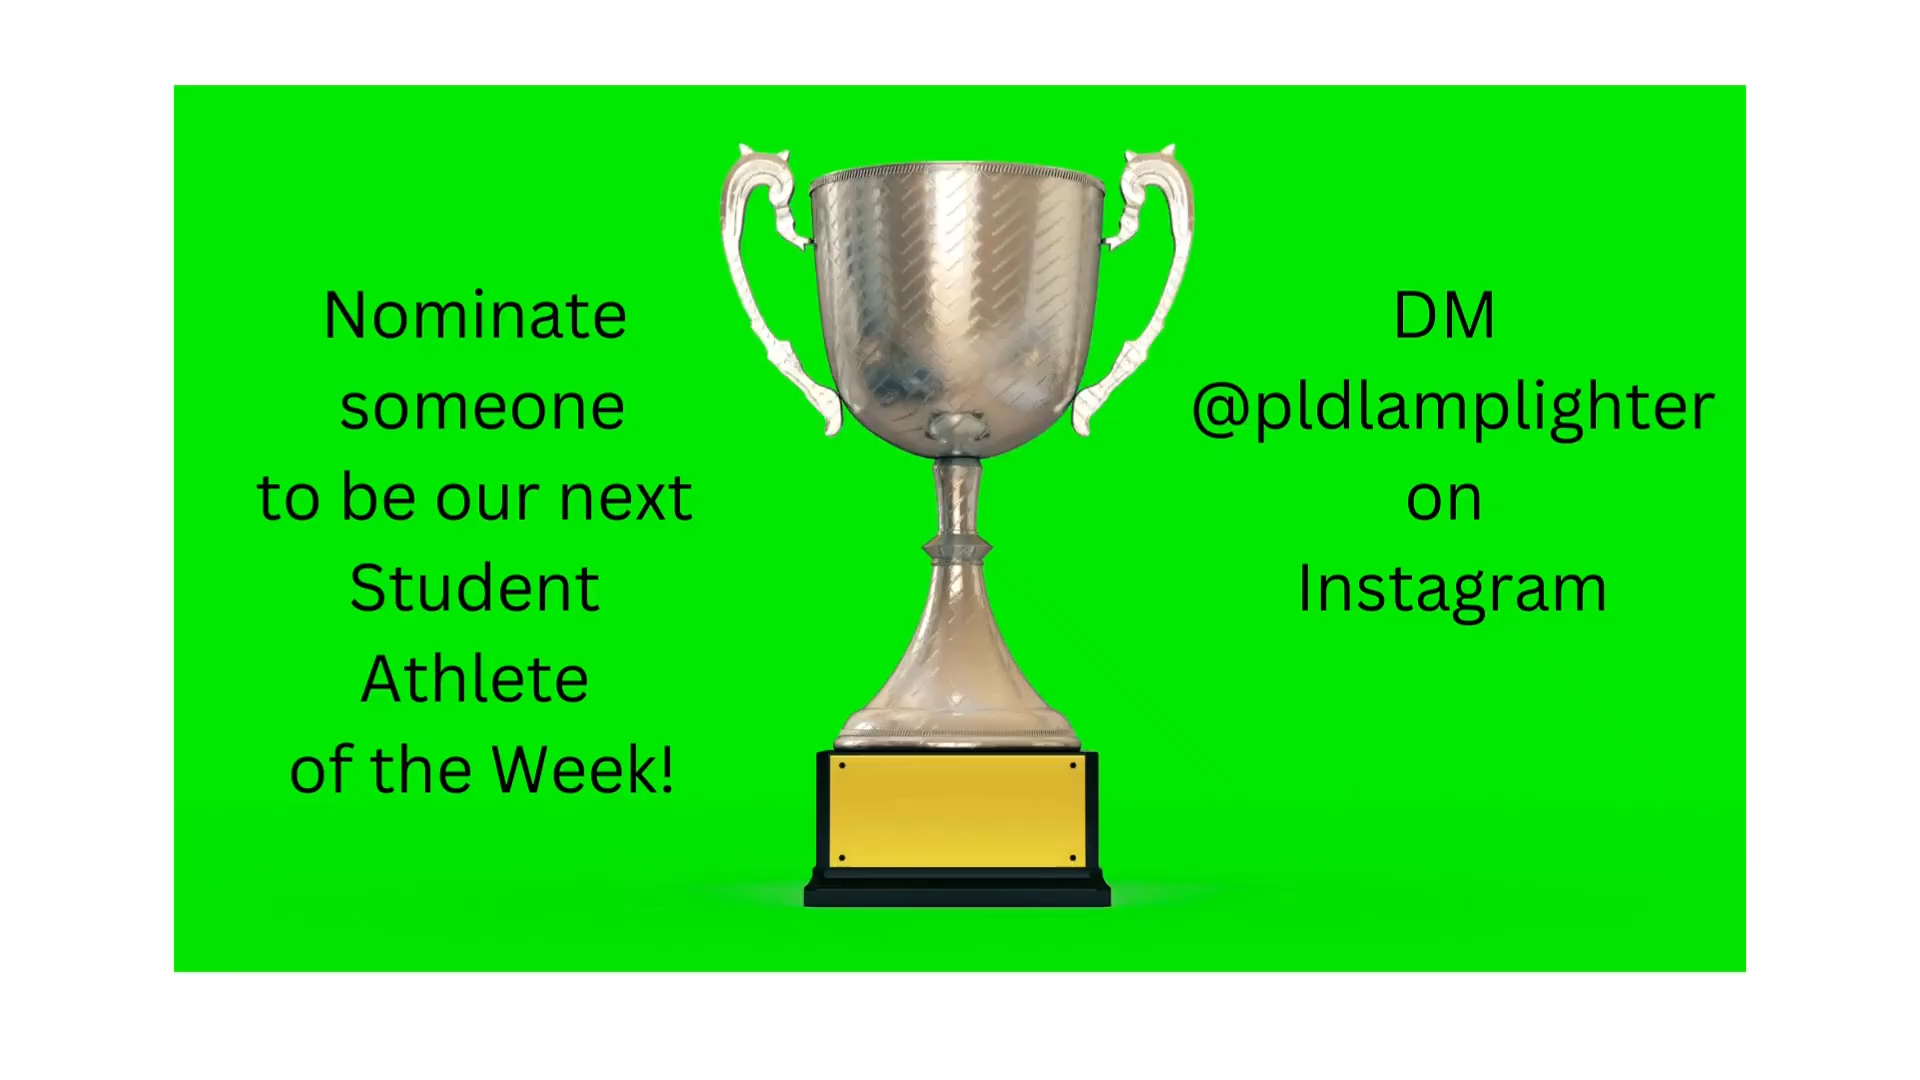 Nominate
someone
to be our next
Student
Athlete
of the Week!
DM
@pldlamplighter
on
Instagram